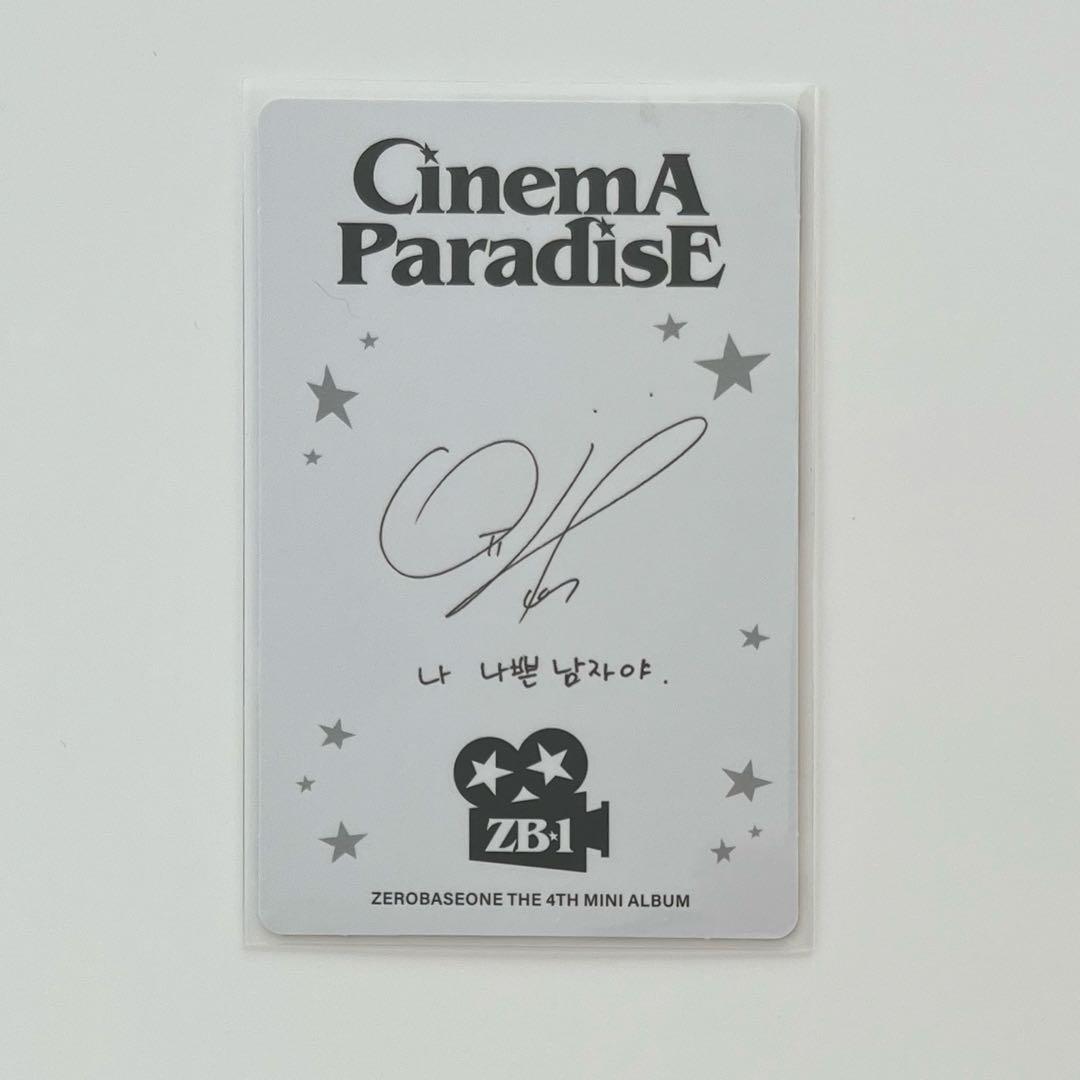 CinemA
ParadisE
나 나쁜 남자야.
ZB1
ZEROBASEONE THE 4TH MINI ALBUM